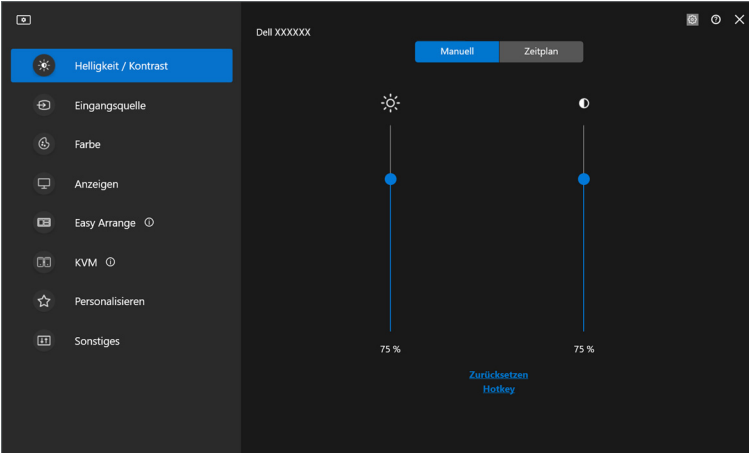 Dell XXXXXX
Manuell
Zeitplan
Helligkeit / Kontrast
Eingangsquelle
Farbe
Anzeigen
Easy Arrange
KVM
Personalisieren
Sonstiges
75 %
75 %
Zurücksetzen
Hotkey